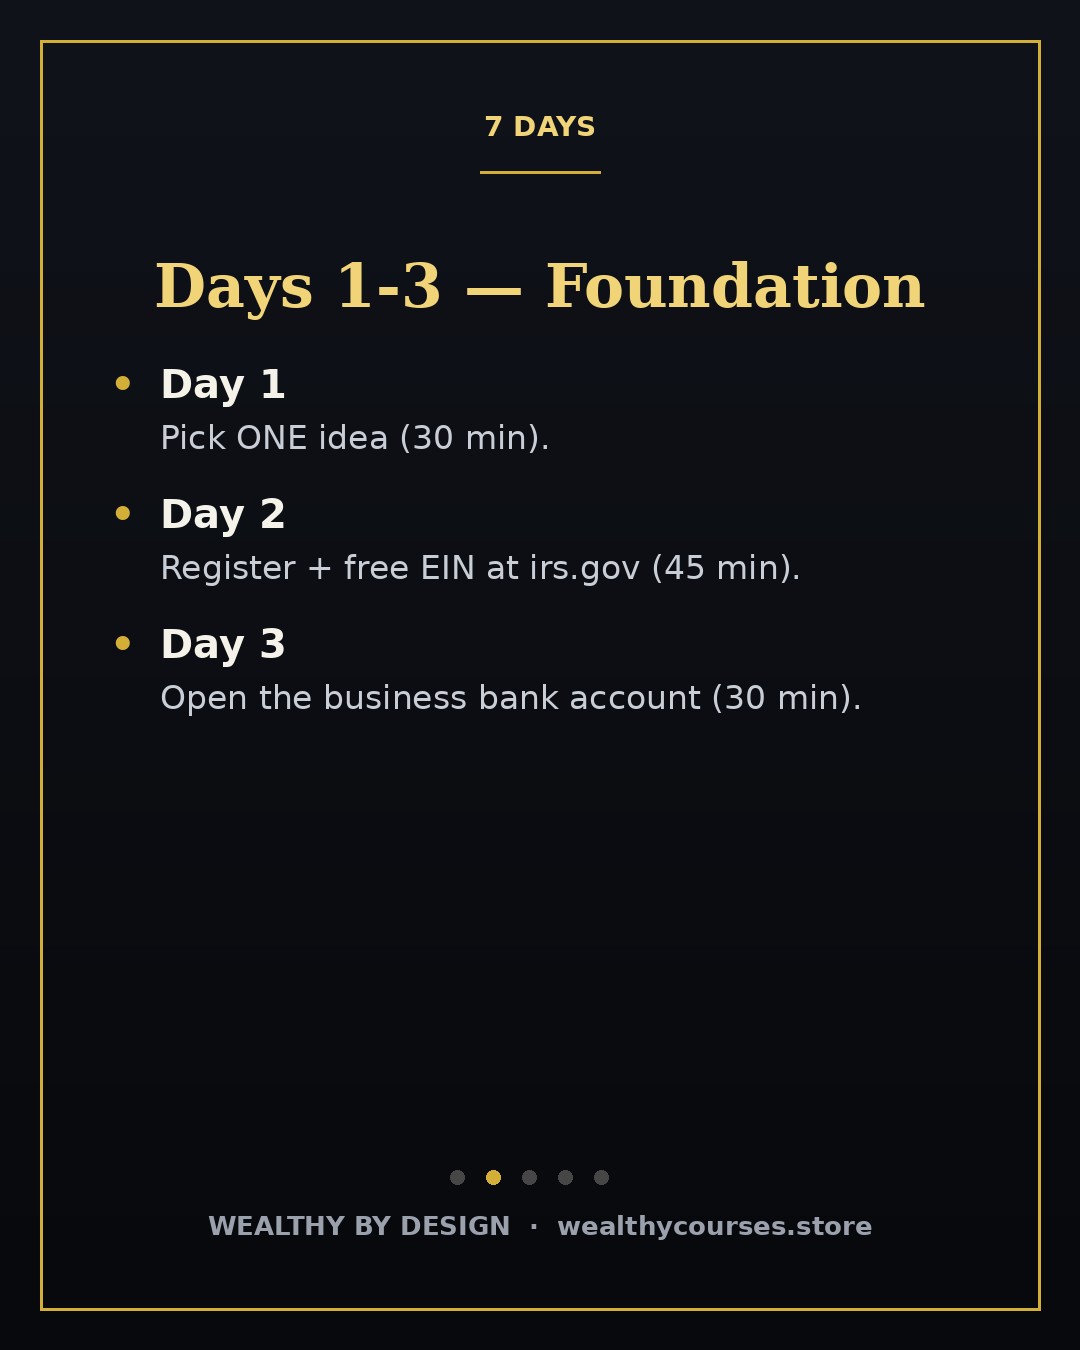 7 DAYS
Days 1-3 — Foundation
• Day 1
Pick ONE idea (30 min).
• Day 2
Register + free EIN at irs.gov (45 min).
• Day 3
Open the business bank account (30 min).
WEALTHY BY DESIGN · wealthycourses.store